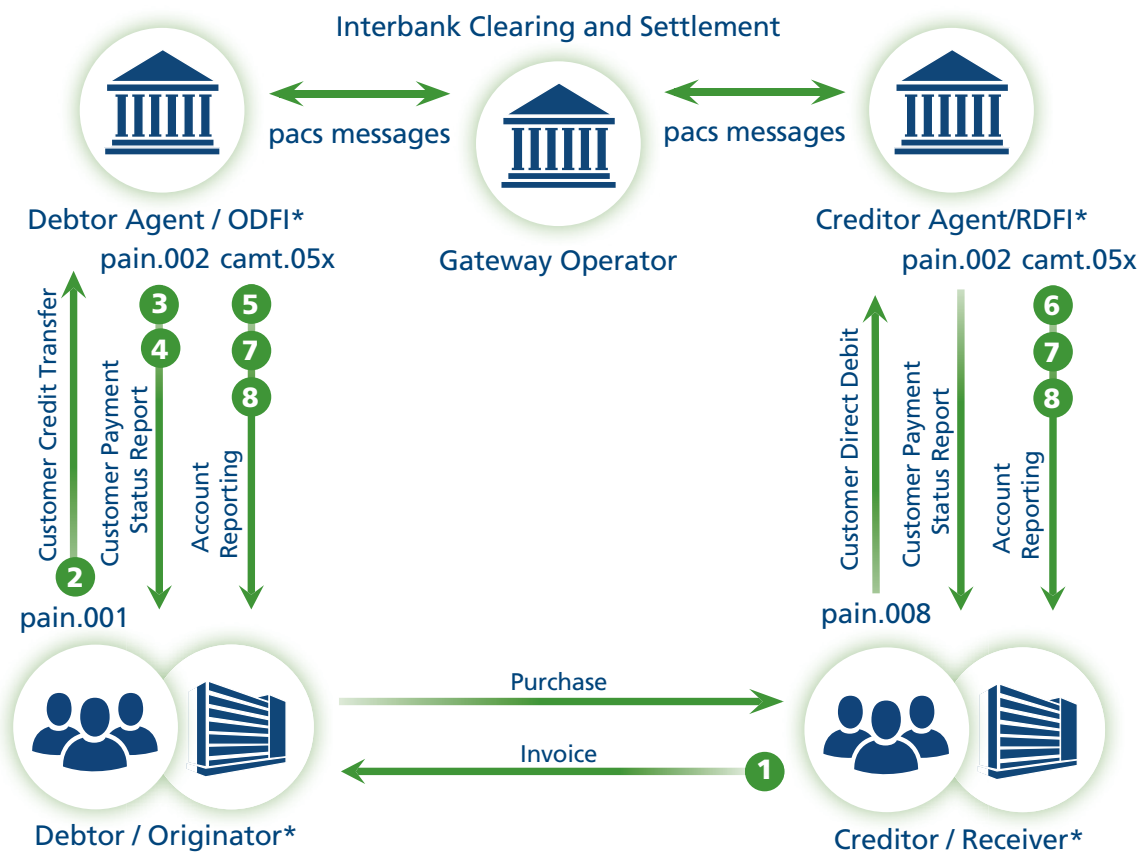 Interbank Clearing and Settlement
pacs messages
pacs messages
Debtor Agent / ODFI*
Gateway Operator
Creditor Agent/RDFI*
pain.002 camt.05x
3
4
5
7
8
Customer Credit Transfer
Customer Payment
Status Report
Account
Reporting
2
pain.001
pain.002 camt.05x
6
7
8
Customer Direct Debit
Customer Payment
Status Report
Account
Reporting
pain.008
Purchase
Invoice
1
Debtor / Originator*
Creditor / Receiver*